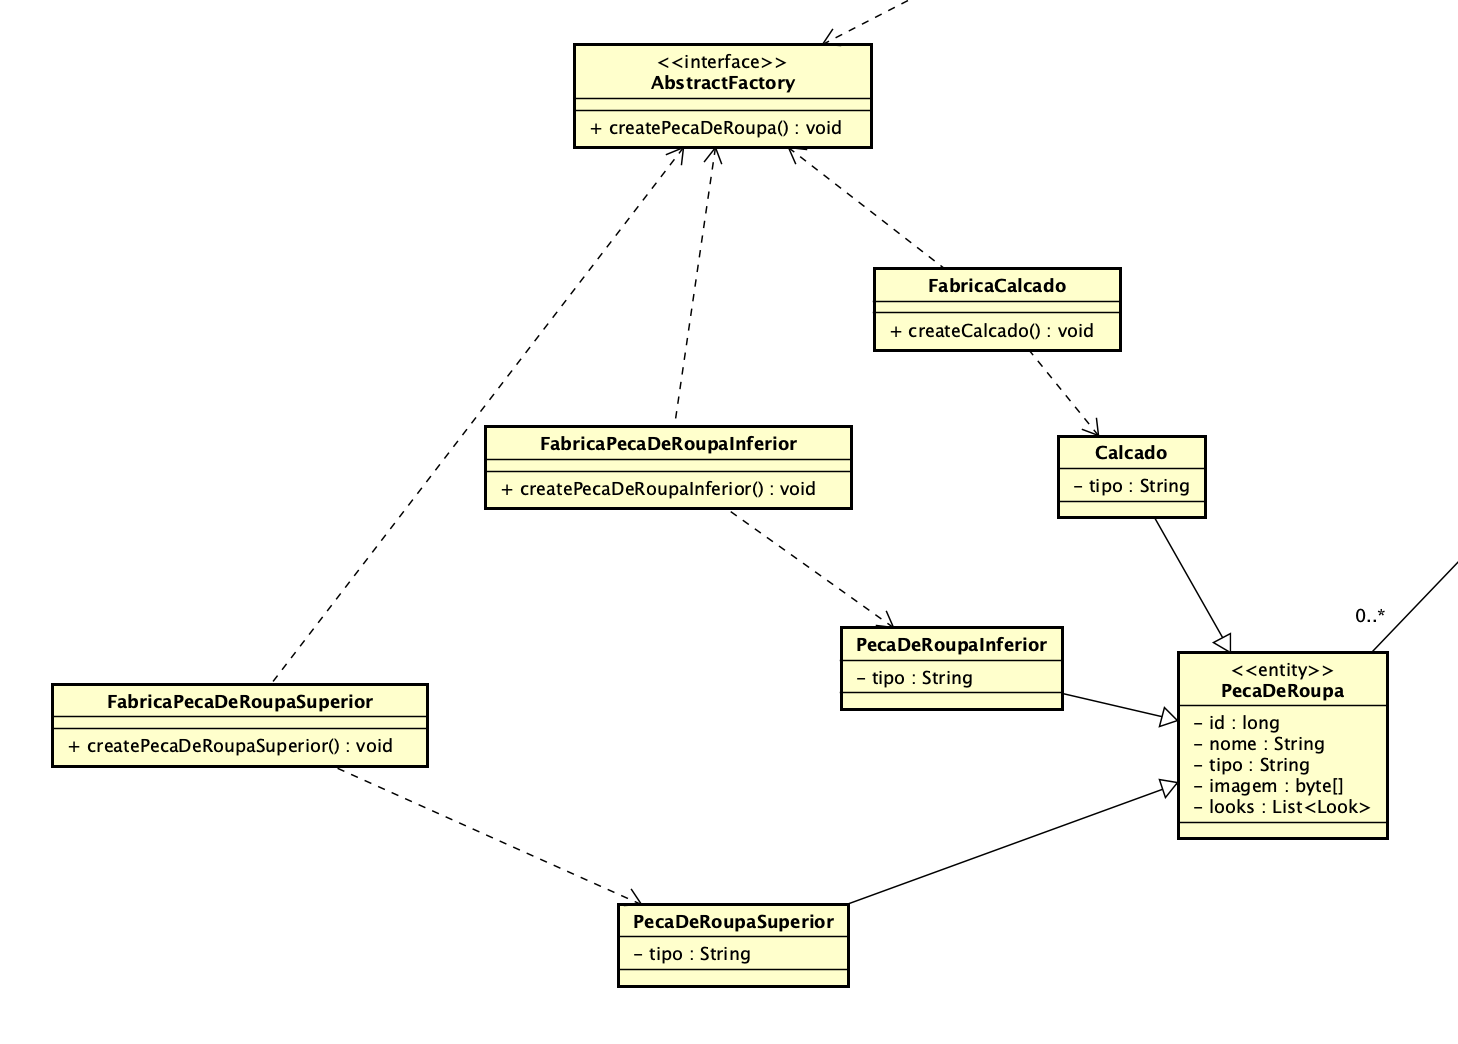 <<interface>>
AbstractFactory
+ createPecaDeRoupa() : void
FabricaCalcado
+ createCalcado() : void
FabricaPecaDeRoupaInferior
+ createPecaDeRoupaInferior() : void
Calcado
- tipo : String
0..*
PecaDeRoupaInferior
- tipo : String
<<entity>>
PecaDeRoupa
- id : long
- nome : String
- tipo : String
- imagem : byte[]
- looks : List<Look>
FabricaPecaDeRoupaSuperior
+ createPecaDeRoupaSuperior() : void
PecaDeRoupaSuperior
- tipo : String